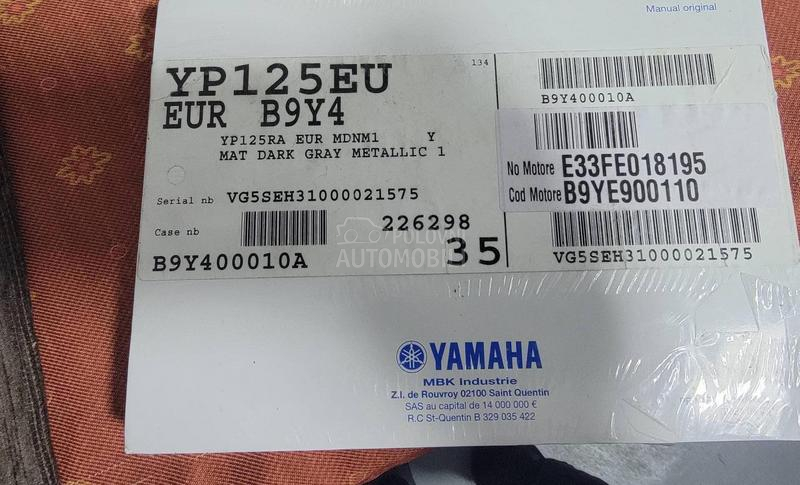 Manual original
YP125EU
134
EUR B9Y4
YP125RA EUR MDNM1 Y
MAT DARK GRAY METALLIC 1
Serial nb VG5SEH31000021575
Case nb
226298
B9Y400010A
35
B9Y400010A
No Motore E33FE018195
Cod Motore B9YE900110
VG5SEH31000021575
POLOVNI
AUTOMOBILI
YAMAHA
MBK Industrie
Z.I. de Rouvroy 02100 Saint Quentin
SAS au capital de 14 000 000 €
R.C St-Quentin B 329 035 422